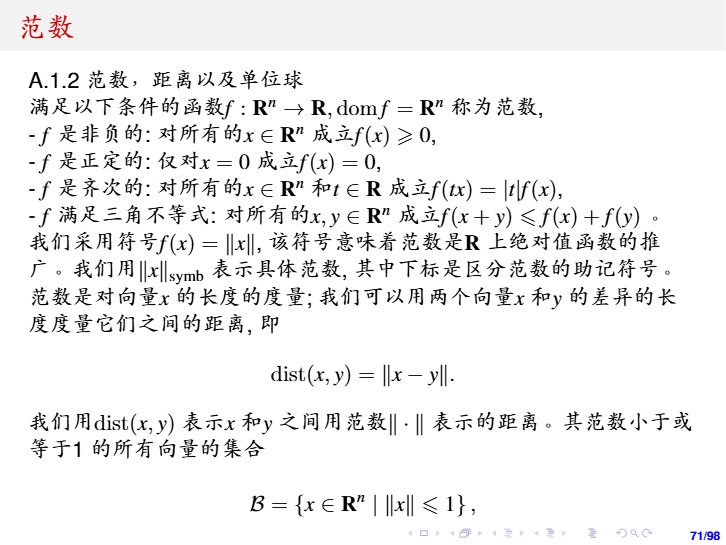 范数
A.1.2 范数，距离以及单位球
满足以下条件的函数f : Rⁿ → R, dom f = Rⁿ 称为范数,
- f 是非负的: 对所有的x ∈ Rⁿ 成立f(x) ⩾ 0,
- f 是正定的: 仅对x = 0 成立f(x) = 0,
- f 是齐次的: 对所有的x ∈ Rⁿ 和t ∈ R 成立f(tx) = |t|f(x),
- f 满足三角不等式: 对所有的x, y ∈ Rⁿ 成立f(x + y) ⩽ f(x) + f(y) 。
我们采用符号f(x) = ‖x‖, 该符号意味着范数是R 上绝对值函数的推
广。我们用‖x‖symb 表示具体范数, 其中下标是区分范数的助记符号。
范数是对向量x 的长度的度量; 我们可以用两个向量x 和y 的差异的长
度度量它们之间的距离, 即
dist(x, y) = ‖x − y‖.
我们用dist(x, y) 表示x 和y 之间用范数‖ · ‖ 表示的距离。其范数小于或
等于1 的所有向量的集合
ℬ = {x ∈ Rⁿ | ‖x‖ ⩽ 1} ,
71/98